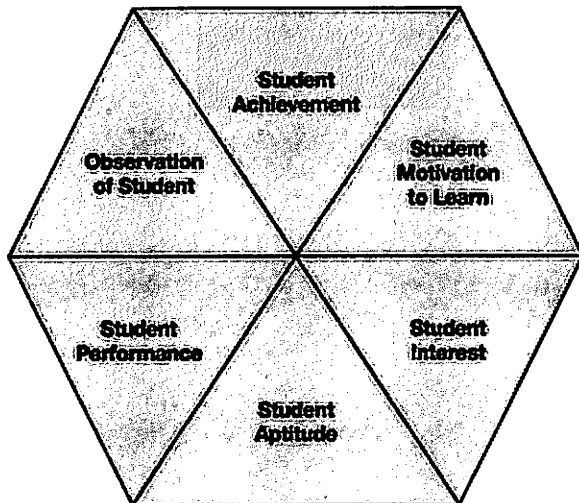 Student
Achievement
Observation
of Student
Student
Motivation
to Learn
Student
Performance
Student
Interest
Student
Aptitude